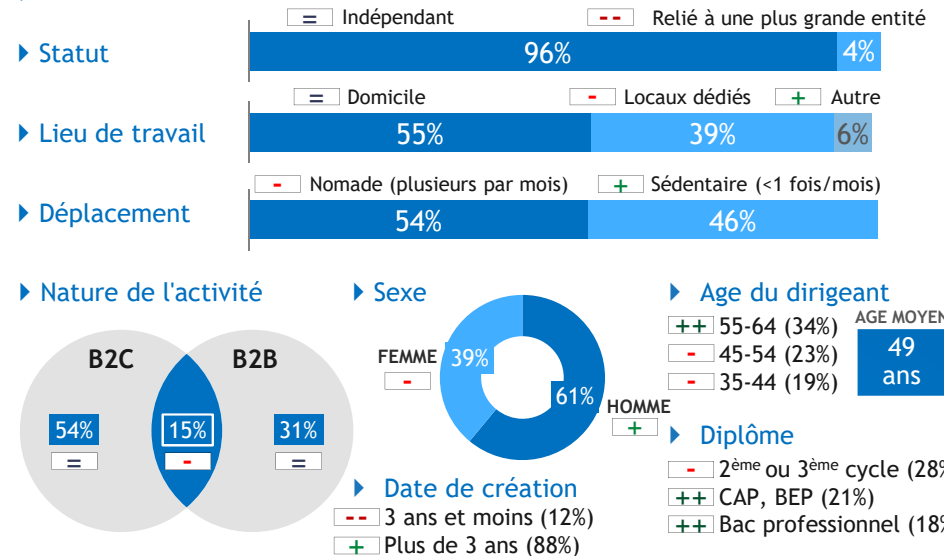 = Indépendant -- Relié à une plus grande entité
Statut 96% 4%
= Domicile - Locaux dédiés + Autre
Lieu de travail 55% 39% 6%
- Nomade (plusieurs par mois) + Sédentaire (<1 fois/mois)
Déplacement 54% 46%
Nature de l'activité
B2C B2B
54% 15% 31%
= - =
Sexe
FEMME 39%
-
61% HOMME
+
Date de création
-- 3 ans et moins (12%)
+ Plus de 3 ans (88%)
Age du dirigeant
++ 55-64 (34%)
- 45-54 (23%)
- 35-44 (19%)
AGE MOYEN
49
ans
Diplôme
- 2ème ou 3ème cycle (28%
++ CAP, BEP (21%)
++ Bac professionnel (18%